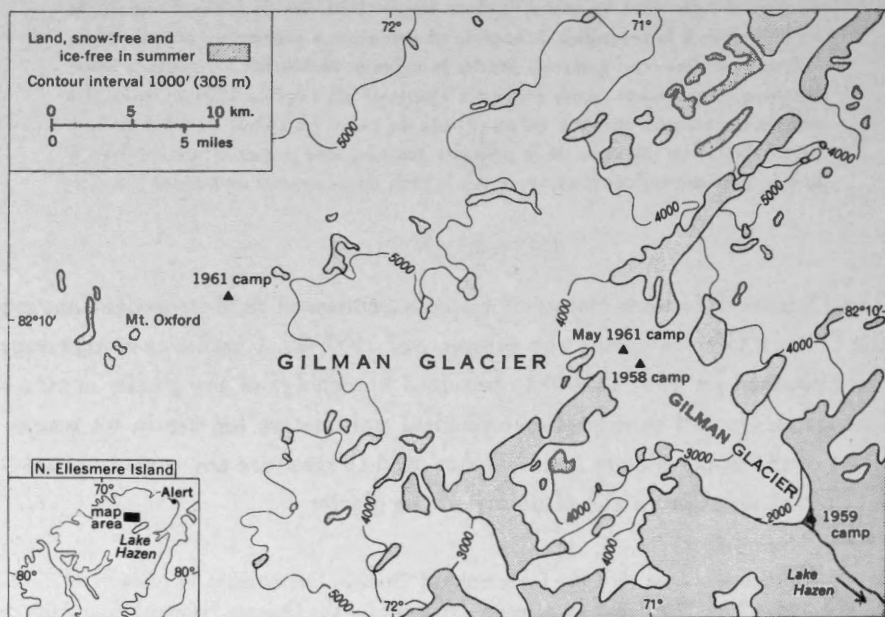 72°
71°
Land, snow-free and
ice-free in summer
Contour interval 1000' (305 m)
0 5 10 km.
0 5 miles
5000
4000
5000
4000
4000
5000
1961 camp
4000
82°10'
Mt. Oxford
May 1961
camp
1958 camp
82°10'
4000
GILMAN GLACIER
GILMAN
GLACIER
3000
2000
1959
camp
N. Ellesmere Island
70°
Alert
map
area
Lake
Hazen
80°
80°
4000
3000
4000
4000
5000
72°
71°
Lake
Hazen